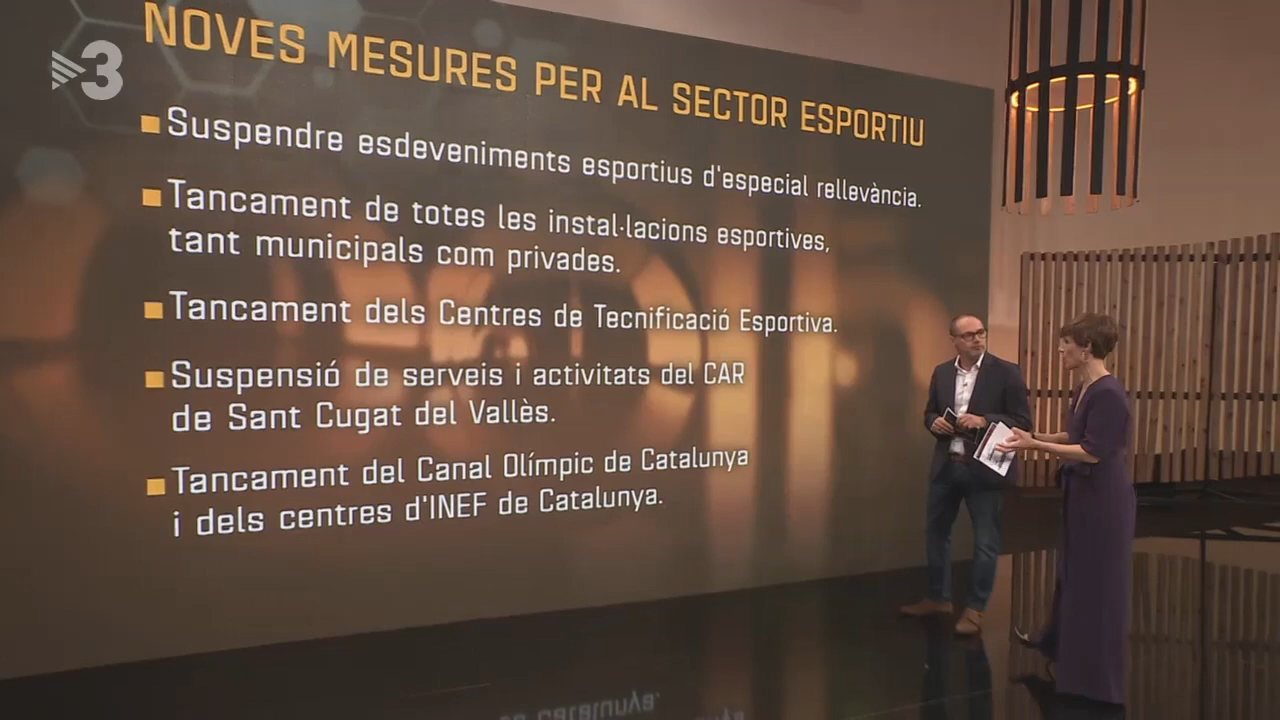 3
NOVES MESURES PER AL SECTOR ESPORTIU
Suspendre esdeveniments esportius d'especial rellevància.
Tancament de totes les instal·lacions esportives,
tant municipals com privades.
Tancament dels Centres de Tecnificació Esportiva.
Suspensió de serveis i activitats del CAR
de Sant Cugat del Vallès.
Tancament del Canal Olímpic de Catalunya
i dels centres d'INEF de Catalunya.